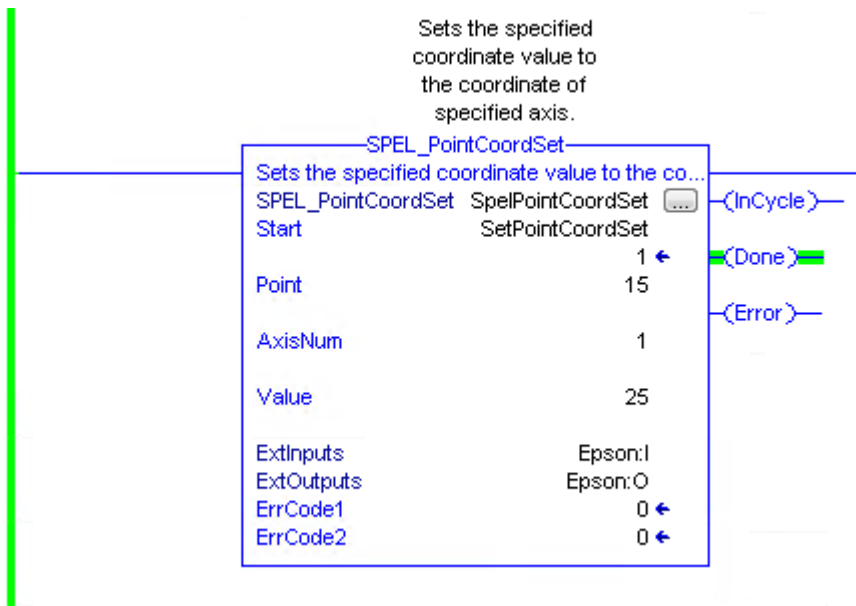 Sets the specified
coordinate value to
the coordinate of
specified axis.
SPEL_PointCoordSet
Sets the specified coordinate value to the co...
SPEL_PointCoordSet SpelPointCoordSet ...
(InCycle)
Start SetPointCoordSet
1
(Done)
Point 15
(Error)
AxisNum 1
Value 25
ExtInputs Epson:I
ExtOutputs Epson:O
ErrCode1 0
ErrCode2 0